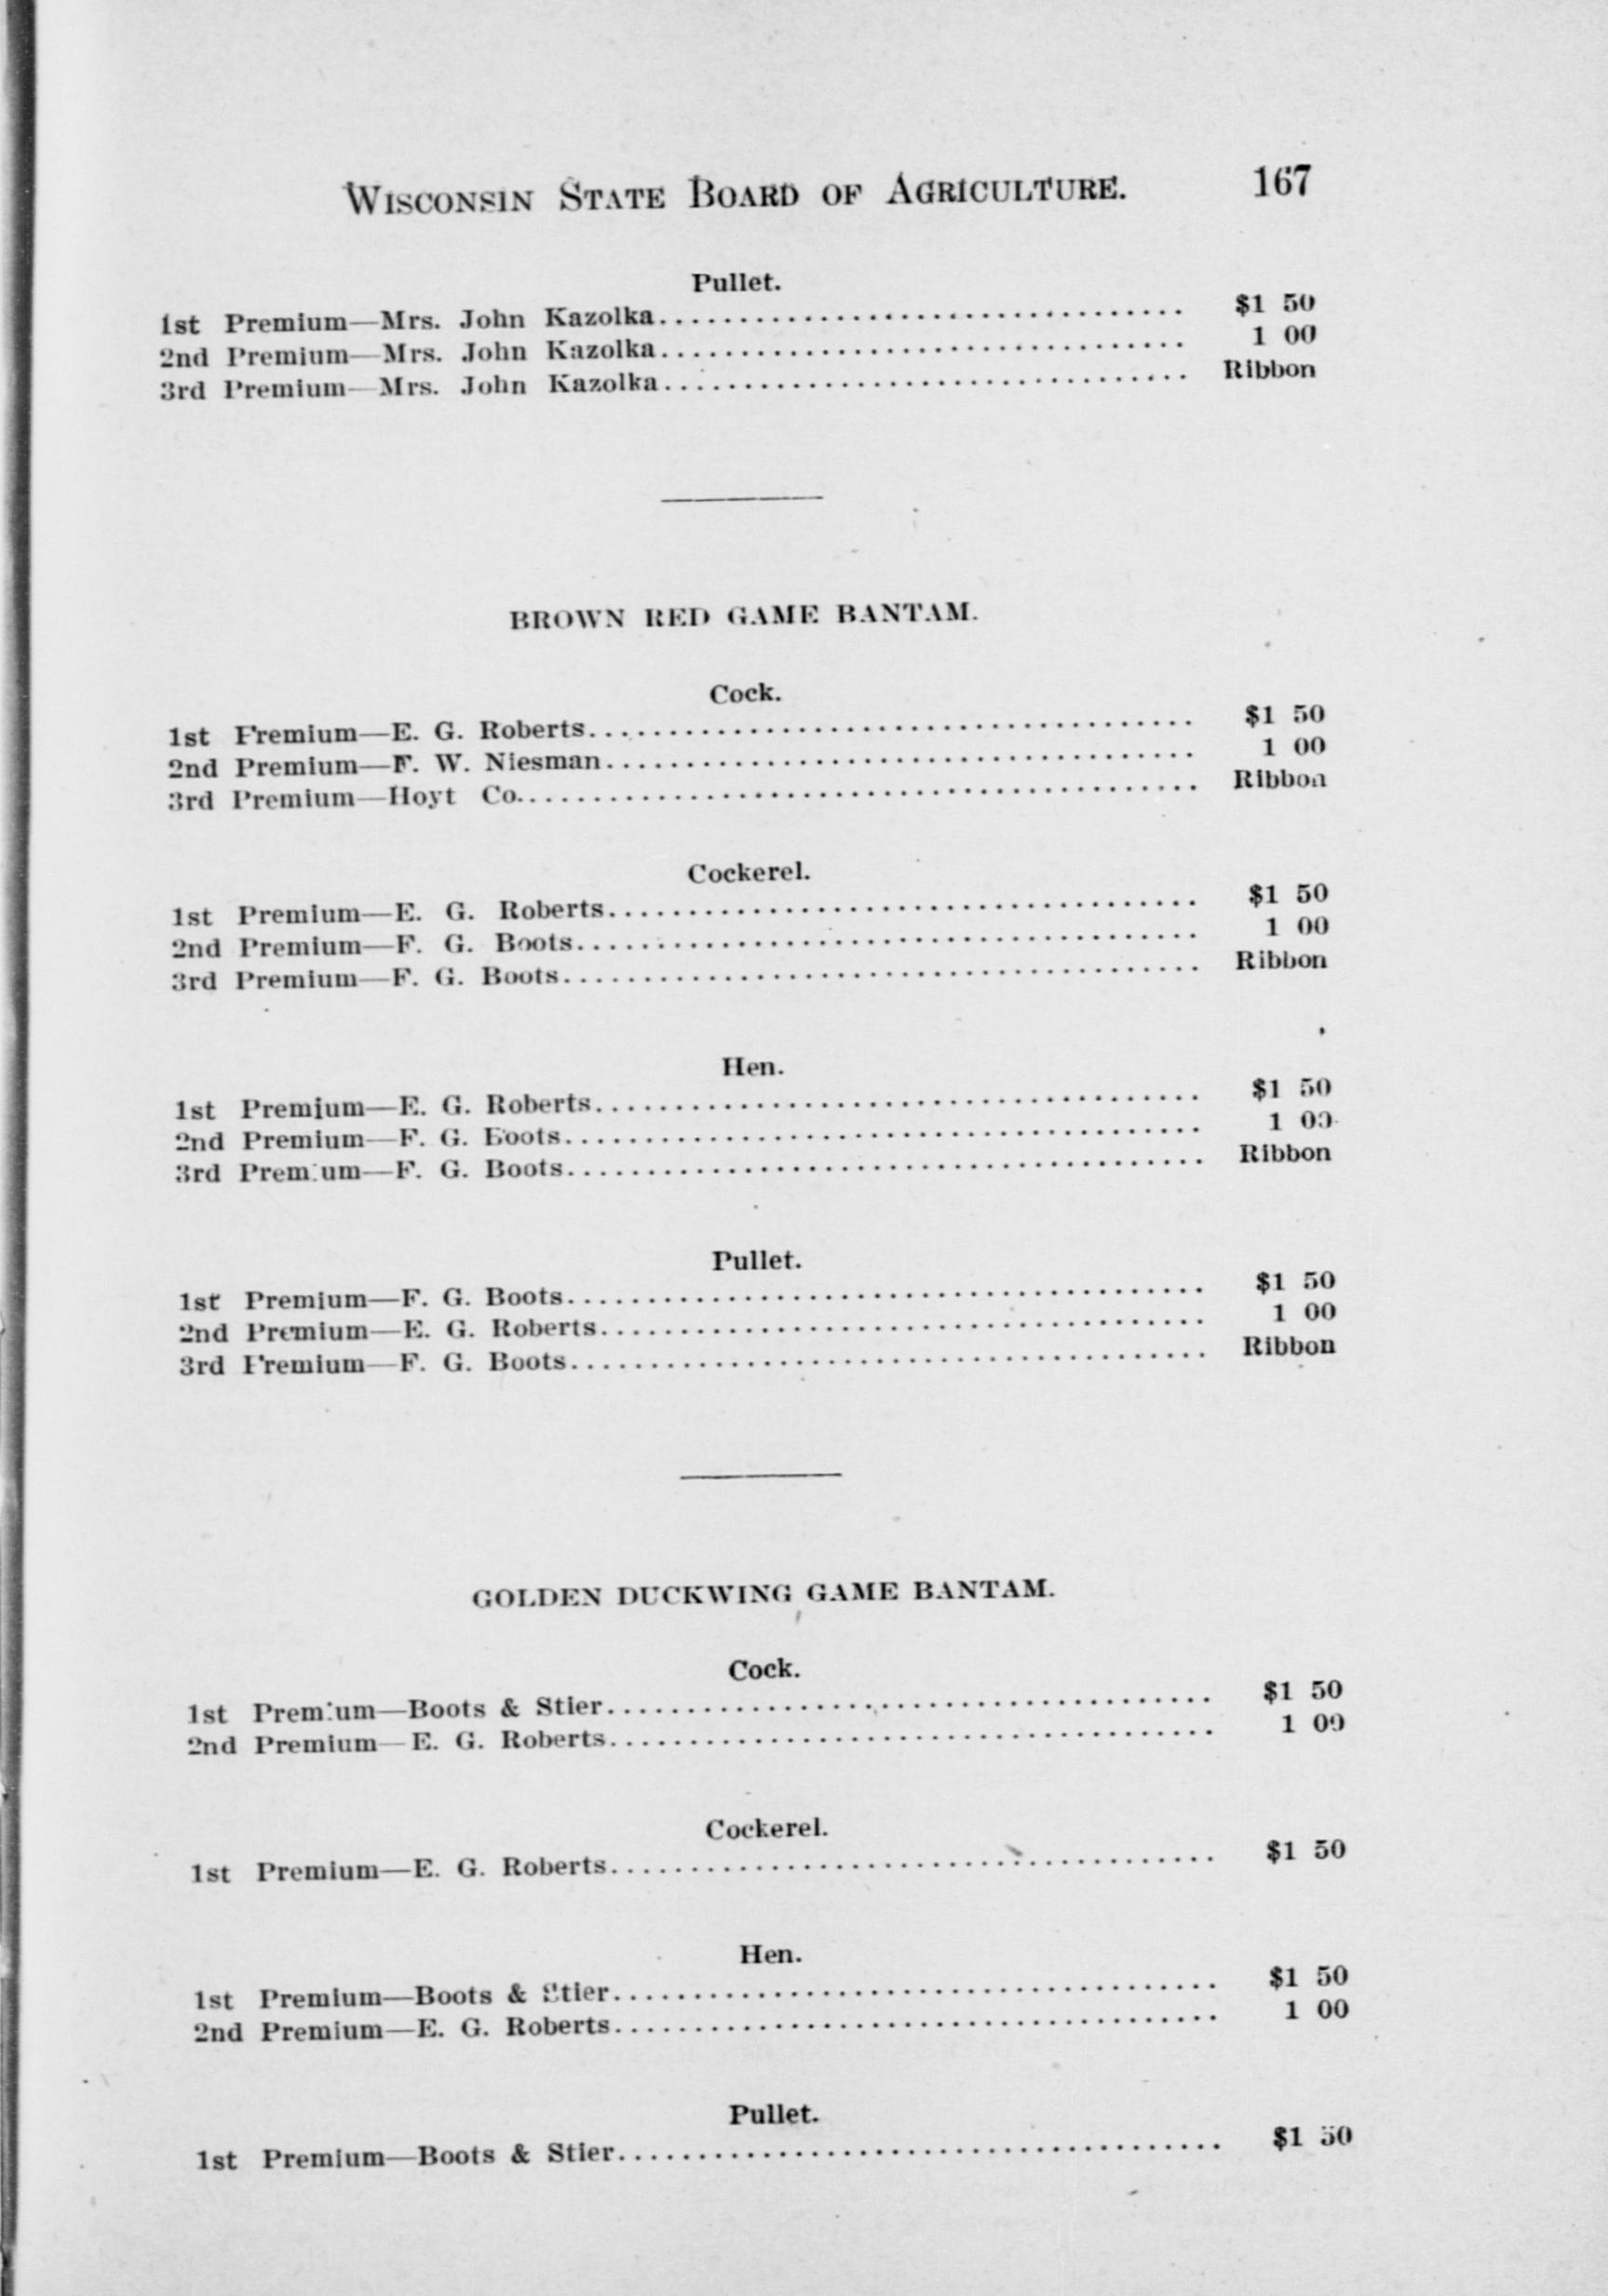 WISCONSIN STATE BOARD OF AGRICULTURE. 167
Pullet.
1st Premium—Mrs. John Kazolka.................................. $1 50
2nd Premium—Mrs. John Kazolka.................................. 1 00
3rd Premium—Mrs. John Kazolka.................................. Ribbon
BROWN RED GAME BANTAM.
Cock.
1st Premium—E. G. Roberts...................................... $1 50
2nd Premium—F. W. Niesman...................................... 1 00
3rd Premium—Hoyt Co........................................... Ribbon
Cockerel.
1st Premium—E. G. Roberts...................................... $1 50
2nd Premium—F. G. Boots........................................ 1 00
3rd Premium—F. G. Boots........................................ Ribbon
Hen.
1st Premium—E. G. Roberts...................................... $1 50
2nd Premium—F. G. Boots........................................ 1 00
3rd Premium—F. G. Boots........................................ Ribbon
Pullet.
1st Premium—F. G. Boots........................................ $1 50
2nd Premium—E. G. Roberts...................................... 1 00
3rd Premium—F. G. Boots........................................ Ribbon
GOLDEN DUCKWING GAME BANTAM.
Cock.
1st Premium—Boots & Stier...................................... $1 50
2nd Premium—E. G. Roberts...................................... 1 00
Cockerel.
1st Premium—E. G. Roberts...................................... $1 50
Hen.
1st Premium—Boots & Stier...................................... $1 50
2nd Premium—E. G. Roberts...................................... 1 00
Pullet.
1st Premium—Boots & Stier...................................... $1 50